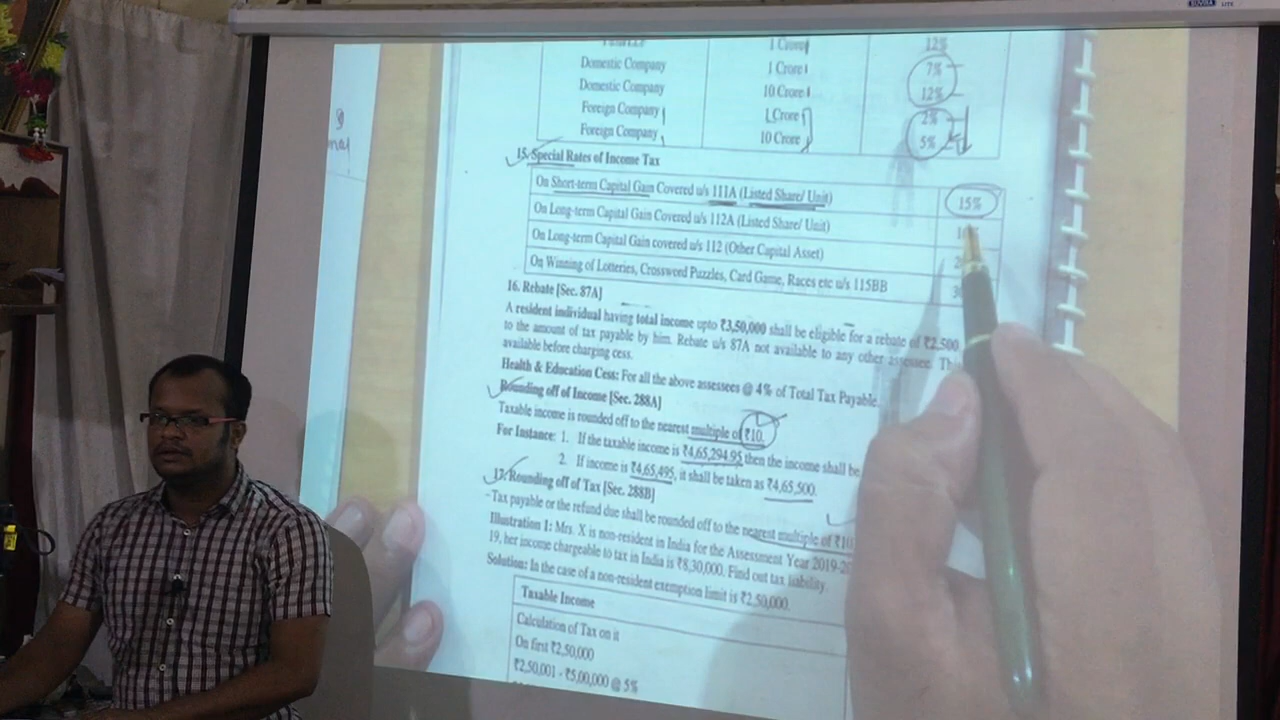 1 Crore
12%
Domestic Company 1 Crore 7%
Domestic Company 10 Crore 12%
Foreign Company 1 Crore 2%
Foreign Company 10 Crore 5%
15. Special Rates of Income Tax
On Short-term Capital Gain Covered u/s 111A (Listed Share/ Unit) 15%
On Long-term Capital Gain Covered u/s 112A (Listed Share/ Unit)
On Long-term Capital Gain covered u/s 112 (Other Capital Asset)
On Winning of Lotteries, Crossword Puzzles, Card Game, Races etc u/s 115BB
16. Rebate [Sec. 87A]
A resident individual having total income upto ₹3,50,000 shall be eligible for a rebate of ₹2,500
to the amount of tax payable by him. Rebate u/s 87A not available to any other assessee.
available before charging cess.
Health & Education Cess: For all the above assessees @ 4% of Total Tax Payable.
Rounding off of Income [Sec. 288A]
Taxable income is rounded off to the nearest multiple of ₹10.
For Instance: 1. If the taxable income is ₹4,65,294.95 then the income shall be
2. If income is ₹4,65,495, it shall be taken as ₹4,65,500.
17. Rounding off of Tax [Sec. 288B]
- Tax payable or the refund due shall be rounded off to the nearest multiple of ₹10
Illustration 1: Mrs. X is non-resident in India for the Assessment Year 2019-20
19, her income chargeable to tax in India is ₹8,30,000. Find out tax liability.
Solution: In the case of a non-resident exemption limit is ₹2,50,000.
Taxable Income
Calculation of Tax on it
On first ₹2,50,000
₹2,50,001 - ₹5,00,000 @ 5%